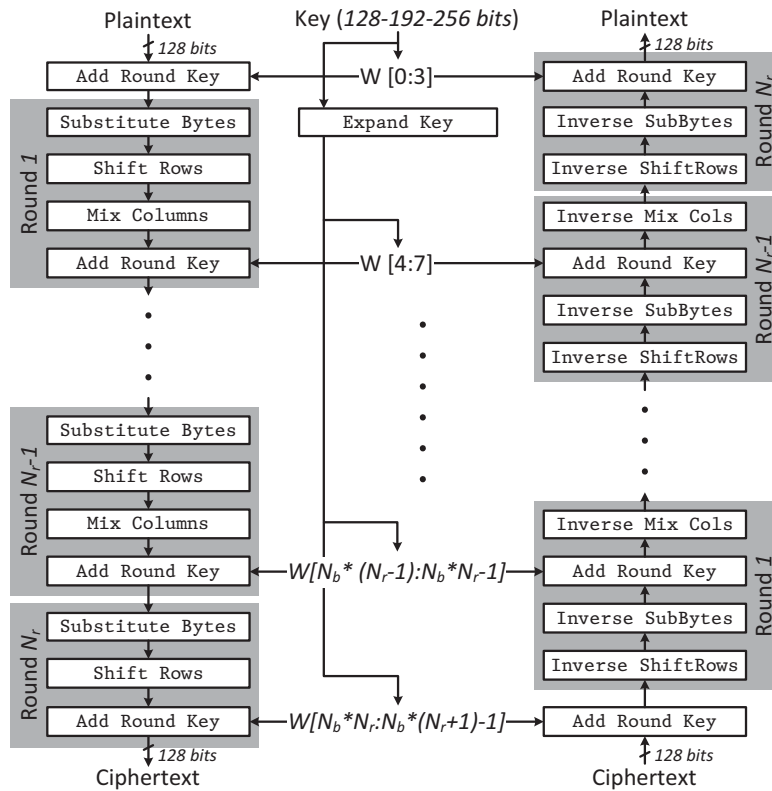 Plaintext
128 bits
Add Round Key
Round 1
Substitute Bytes
Shift Rows
Mix Columns
Add Round Key
Round Nr-1
Substitute Bytes
Shift Rows
Mix Columns
Add Round Key
Round Nr
Substitute Bytes
Shift Rows
Add Round Key
128 bits
Ciphertext
Key (128-192-256 bits)
W [0:3]
Expand Key
W [4:7]
W[Nb* (Nr-1):Nb*Nr-1]
W[Nb*Nr:Nb*(Nr+1)-1]
Plaintext
128 bits
Round Nr
Add Round Key
Inverse SubBytes
Inverse ShiftRows
Round Nr-1
Inverse Mix Cols
Add Round Key
Inverse SubBytes
Inverse ShiftRows
Round 1
Inverse Mix Cols
Add Round Key
Inverse SubBytes
Inverse ShiftRows
Add Round Key
128 bits
Ciphertext